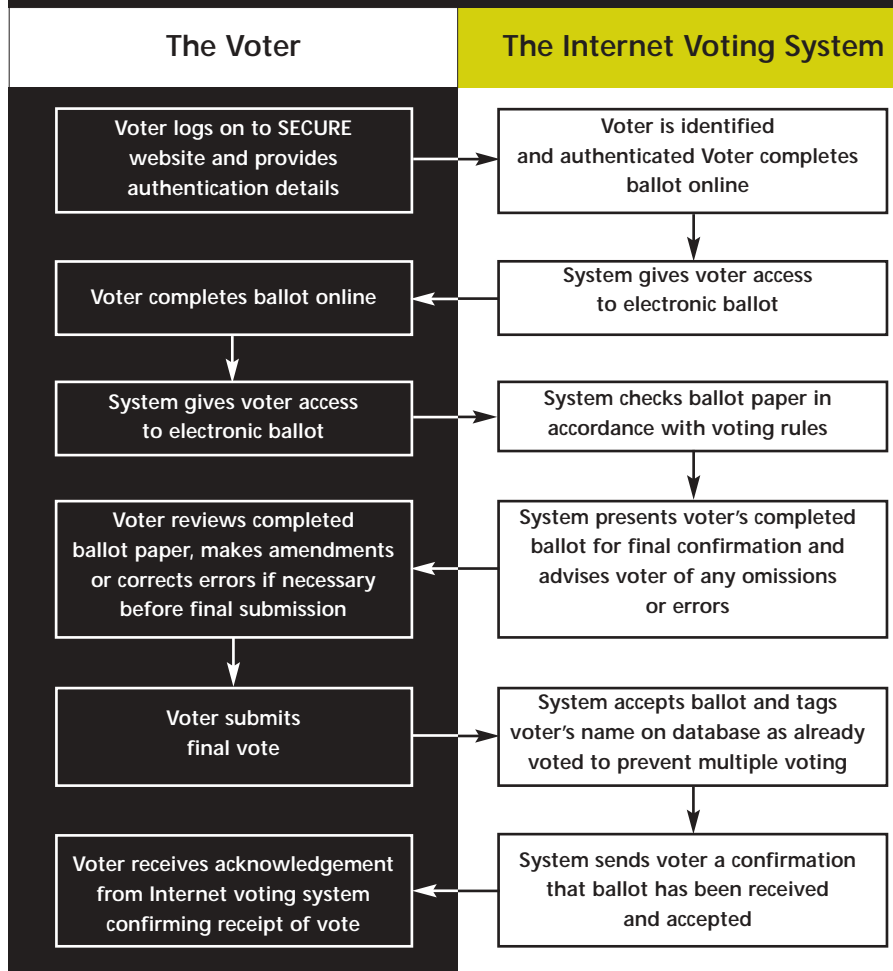 The Voter
The Internet Voting System
Voter logs on to SECURE
website and provides
authentication details
Voter is identified
and authenticated Voter completes
ballot online
System gives voter access
to electronic ballot
Voter completes ballot online
System gives voter access
to electronic ballot
System checks ballot paper in
accordance with voting rules
System presents voter's completed
ballot for final confirmation and
advises voter of any omissions
or errors
Voter reviews completed
ballot paper, makes amendments
or corrects errors if necessary
before final submission
Voter submits
final vote
System accepts ballot and tags
voter's name on database as already
voted to prevent multiple voting
System sends voter a confirmation
that ballot has been received
and accepted
Voter receives acknowledgement
from Internet voting system
confirming receipt of vote